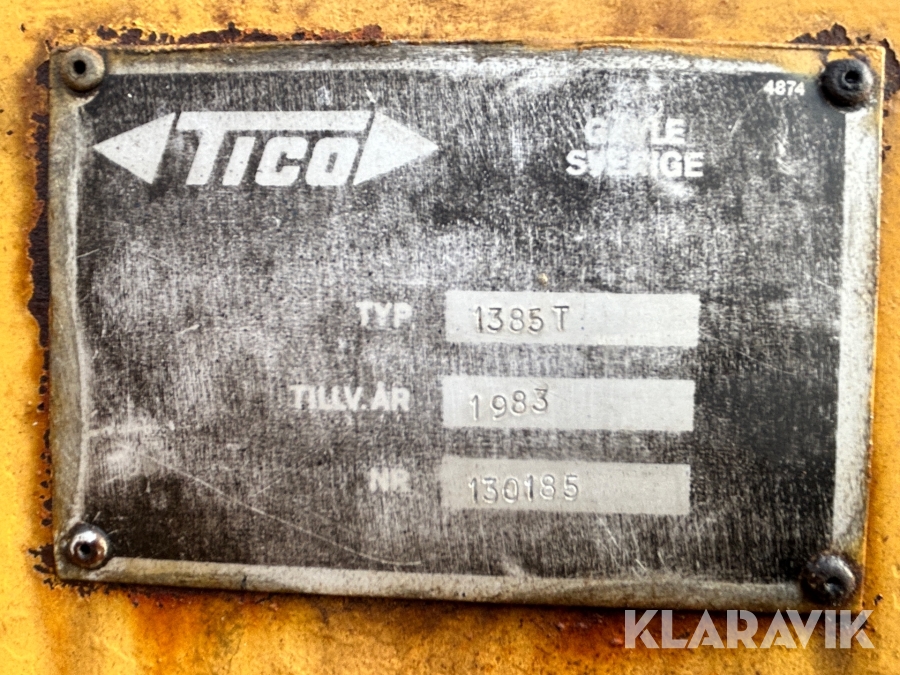 4874
TICO
GÄVLE
SVERIGE
TYP 1385 T
TILLV.ÅR 1983
NR 130185
KLARAVIK